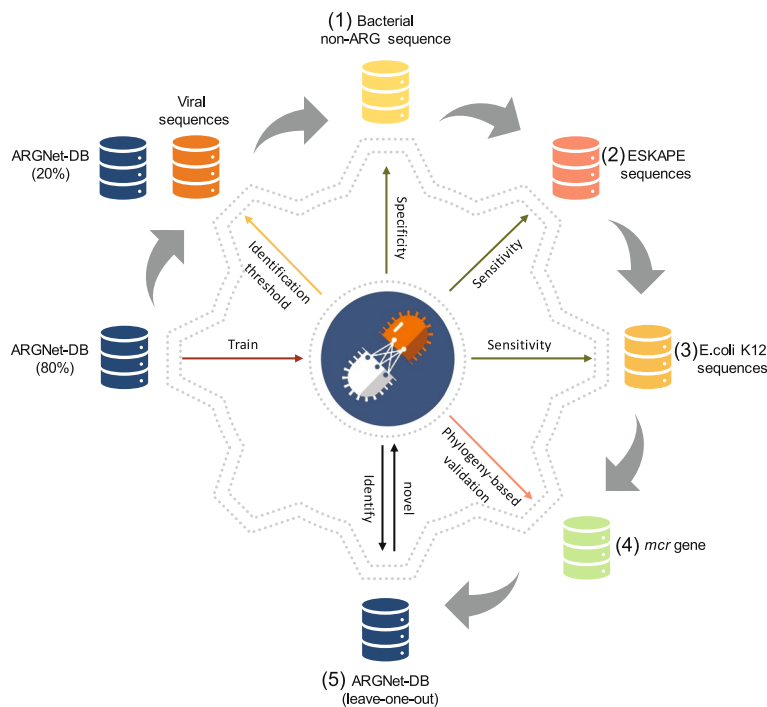 (1) Bacterial
non-ARG sequence
Viral
sequences
ARGNet-DB
(20%)
(2) ESKAPE
sequences
Specificity
Identification
threshold
Sensitivity
ARGNet-DB
(80%)
Train
Sensitivity
(3) E.coli K12
sequences
Phylogeny-based
validation
Identify
novel
(4) mcr gene
(5) ARGNet-DB
(leave-one-out)